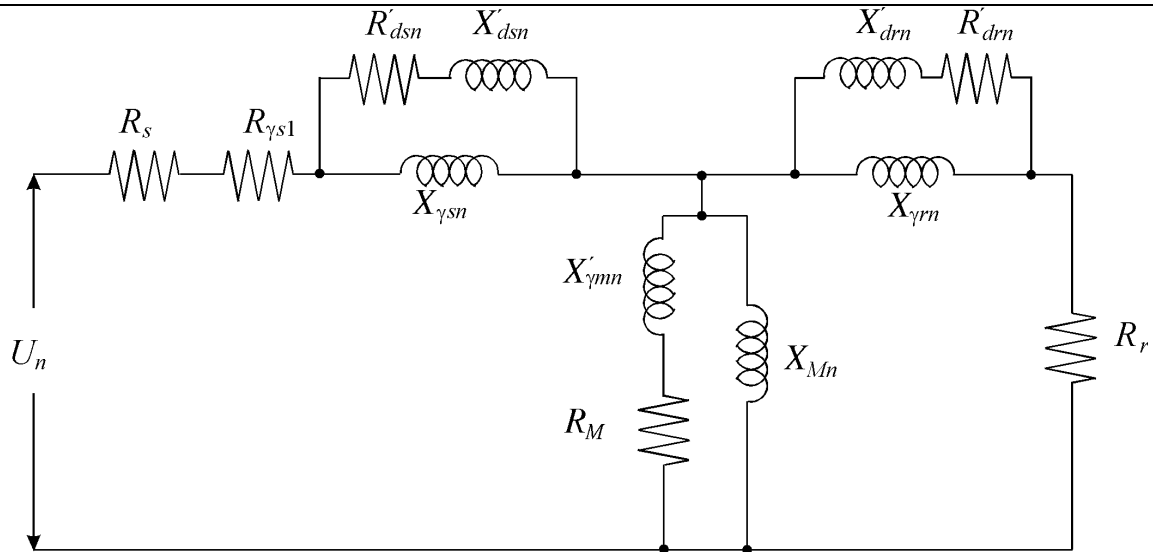 R′dsn
X′dsn
X′drn
R′drn
Rs
Rγs1
Xγsn
Xγrn
X′γmn
Un
XMn
Rr
RM